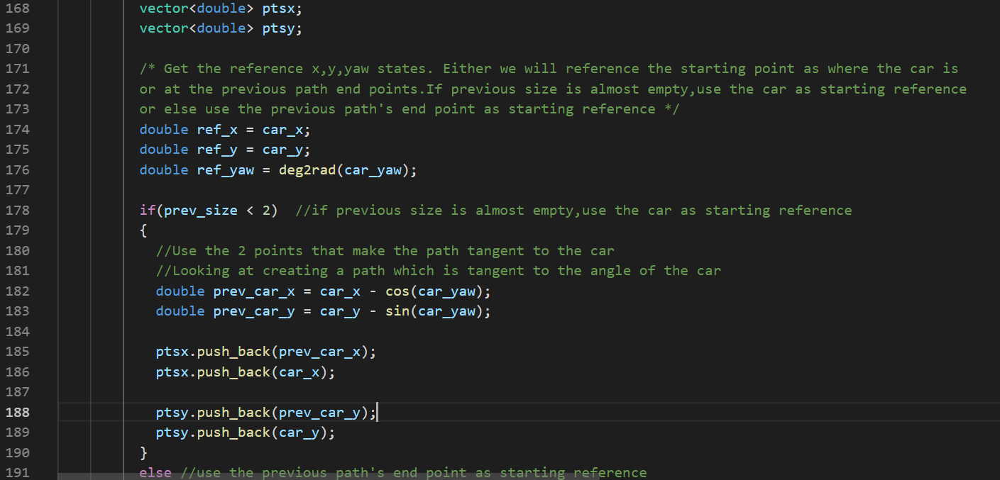 168 vector<double> ptsx;
169 vector<double> ptsy;
170
171 /* Get the reference x,y,yaw states. Either we will reference the starting point as where the car is
172 or at the previous path end points.If previous size is almost empty,use the car as starting reference
173 or else use the previous path's end point as starting reference */
174 double ref_x = car_x;
175 double ref_y = car_y;
176 double ref_yaw = deg2rad(car_yaw);
177
178 if(prev_size < 2)  //if previous size is almost empty,use the car as starting reference
179 {
180 //Use the 2 points that make the path tangent to the car
181 //Looking at creating a path which is tangent to the angle of the car
182 double prev_car_x = car_x - cos(car_yaw);
183 double prev_car_y = car_y - sin(car_yaw);
184
185 ptsx.push_back(prev_car_x);
186 ptsx.push_back(car_x);
187
188 ptsy.push_back(prev_car_y);
189 ptsy.push_back(car_y);
190 }
191 else //use the previous path's end point as starting reference